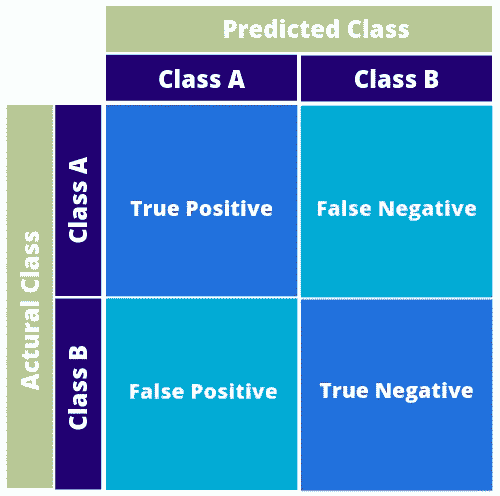 Predicted Class
Class A
Class B
Actural Class
Class A
True Positive
False Negative
Class B
False Positive
True Negative